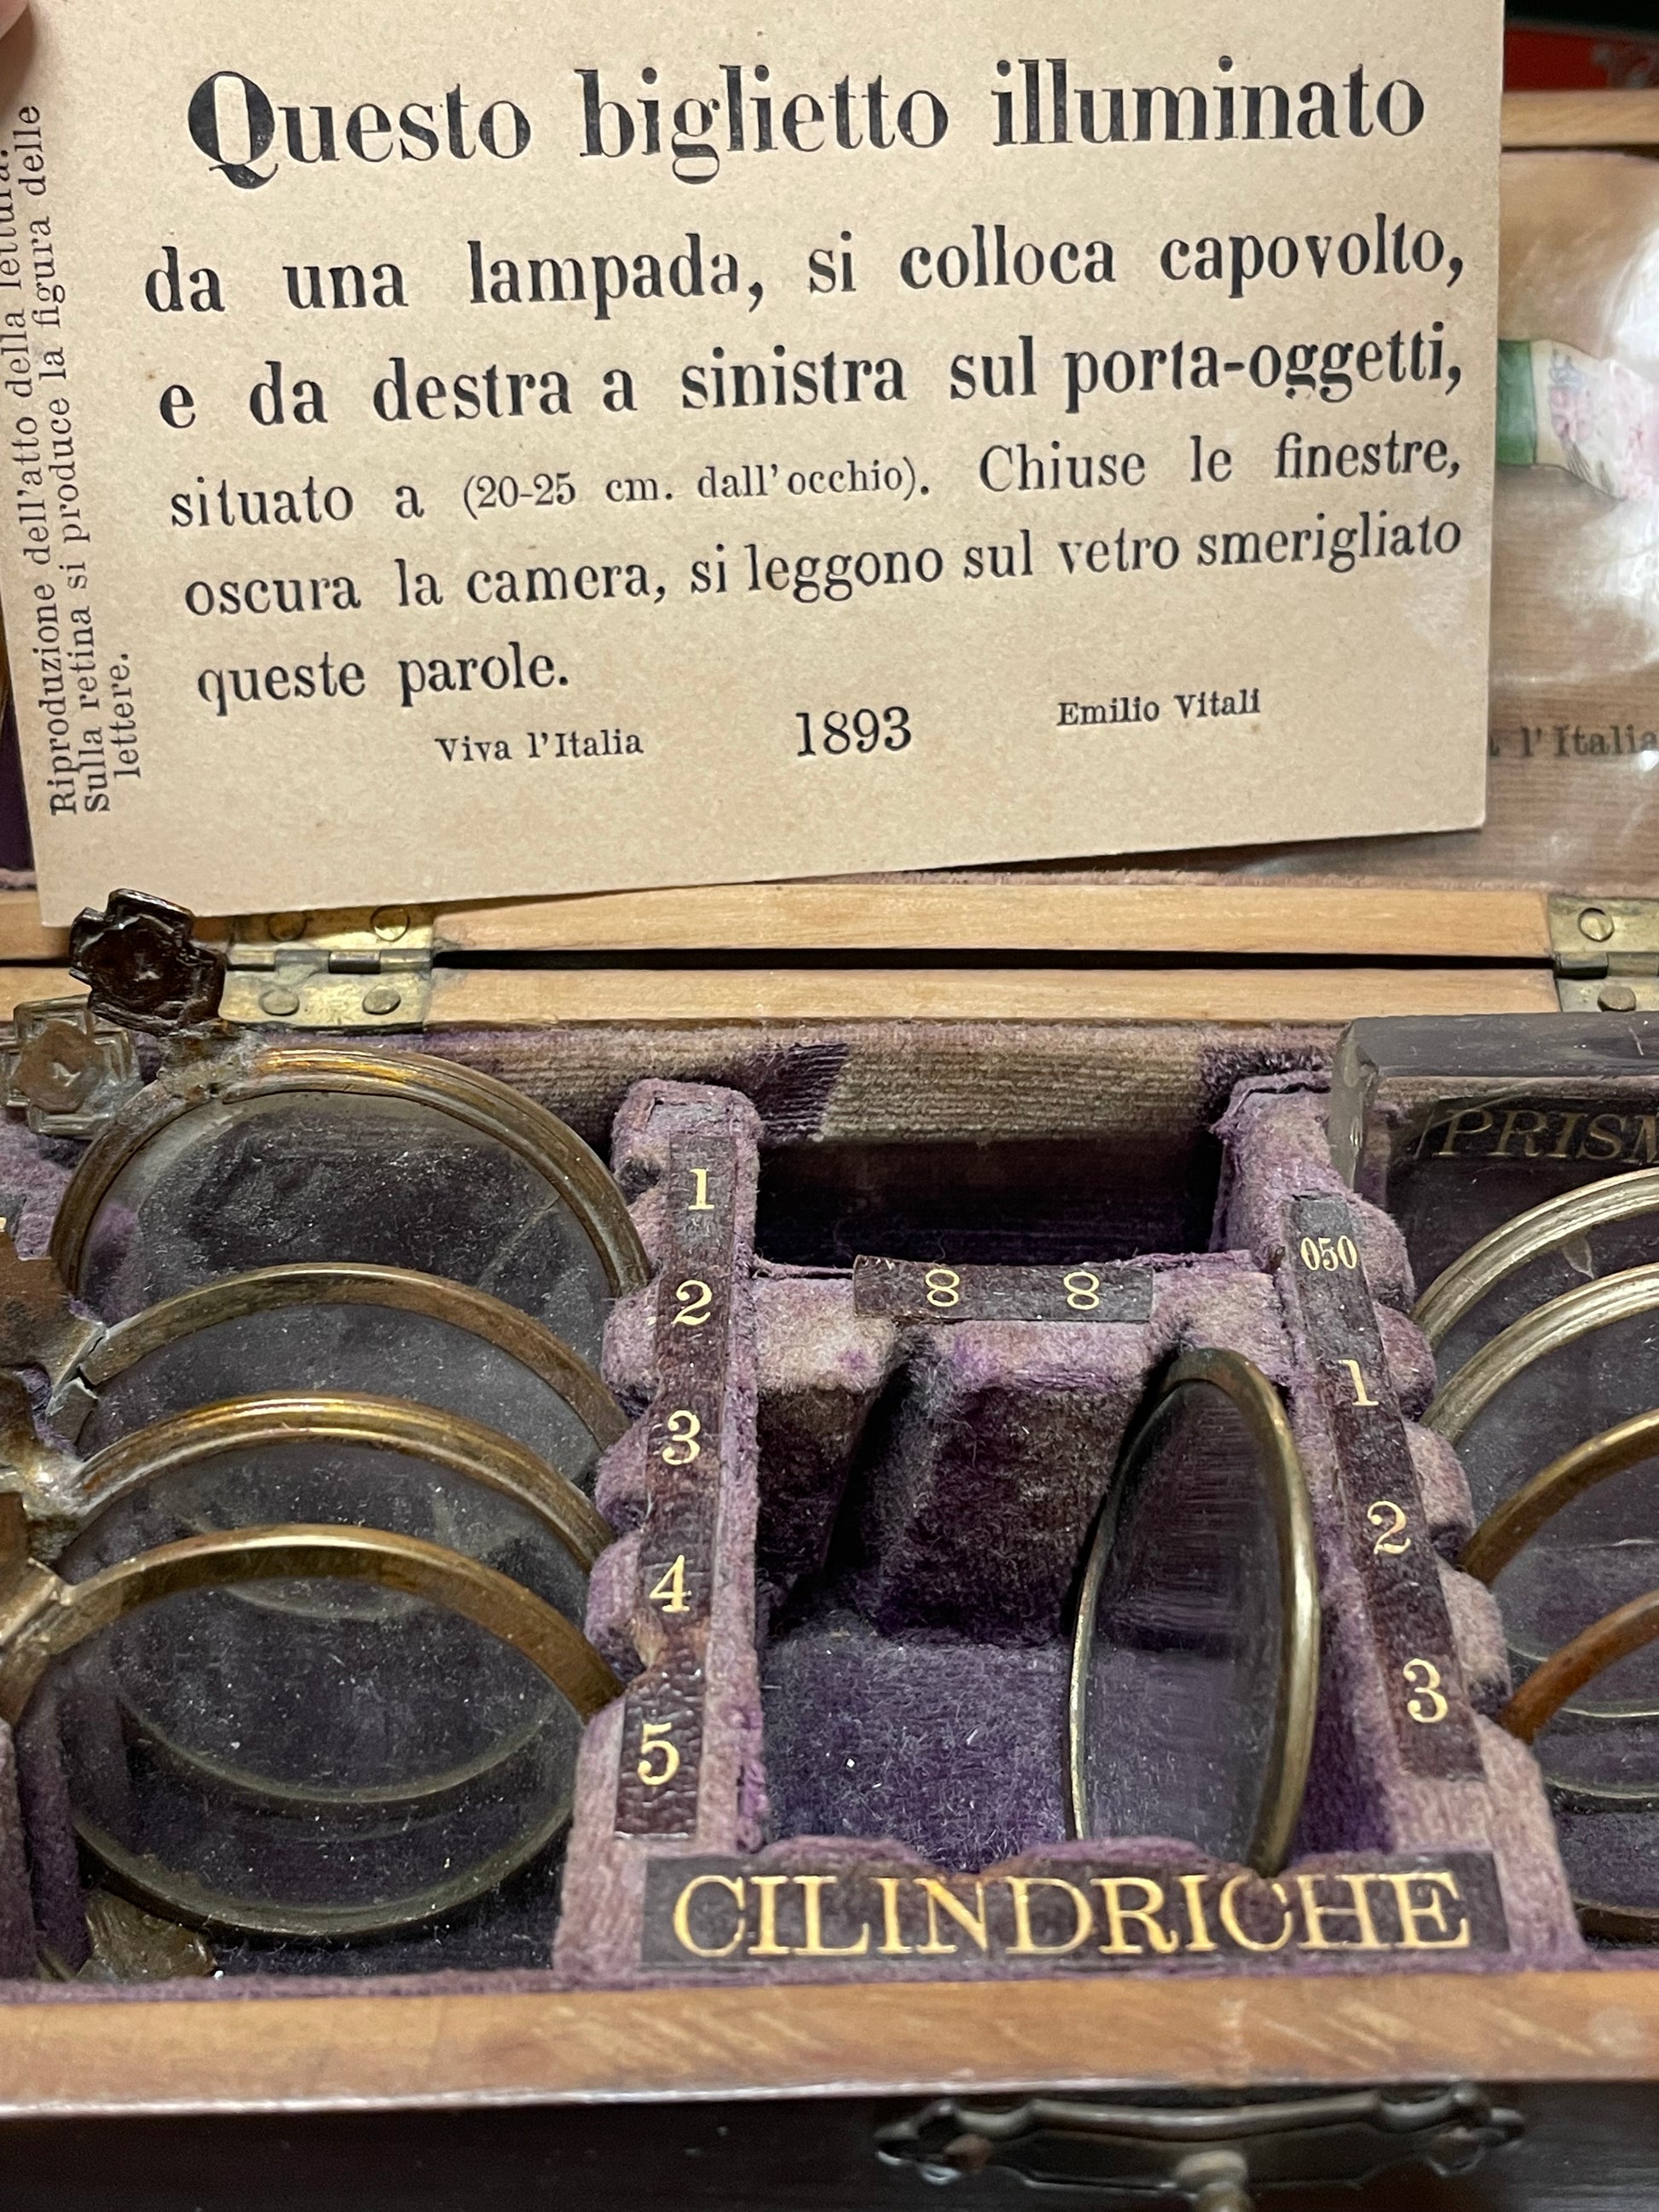 Questo biglietto illuminato
da una lampada, si colloca capovolto,
e da destra a sinistra sul porta-oggetti,
situato a (20-25 cm. dall'occhio). Chiuse le finestre,
oscura la camera, si leggono sul vetro smerigliato
queste parole.
Viva l'Italia 1893 Emilio Vitali
Riproduzione dell'atto della lettura.
Sulla retina si produce la figura delle
lettere.
l'Italia
PRISM
1
2
3
4
5
8 8
050
1
2
3
CILINDRICHE